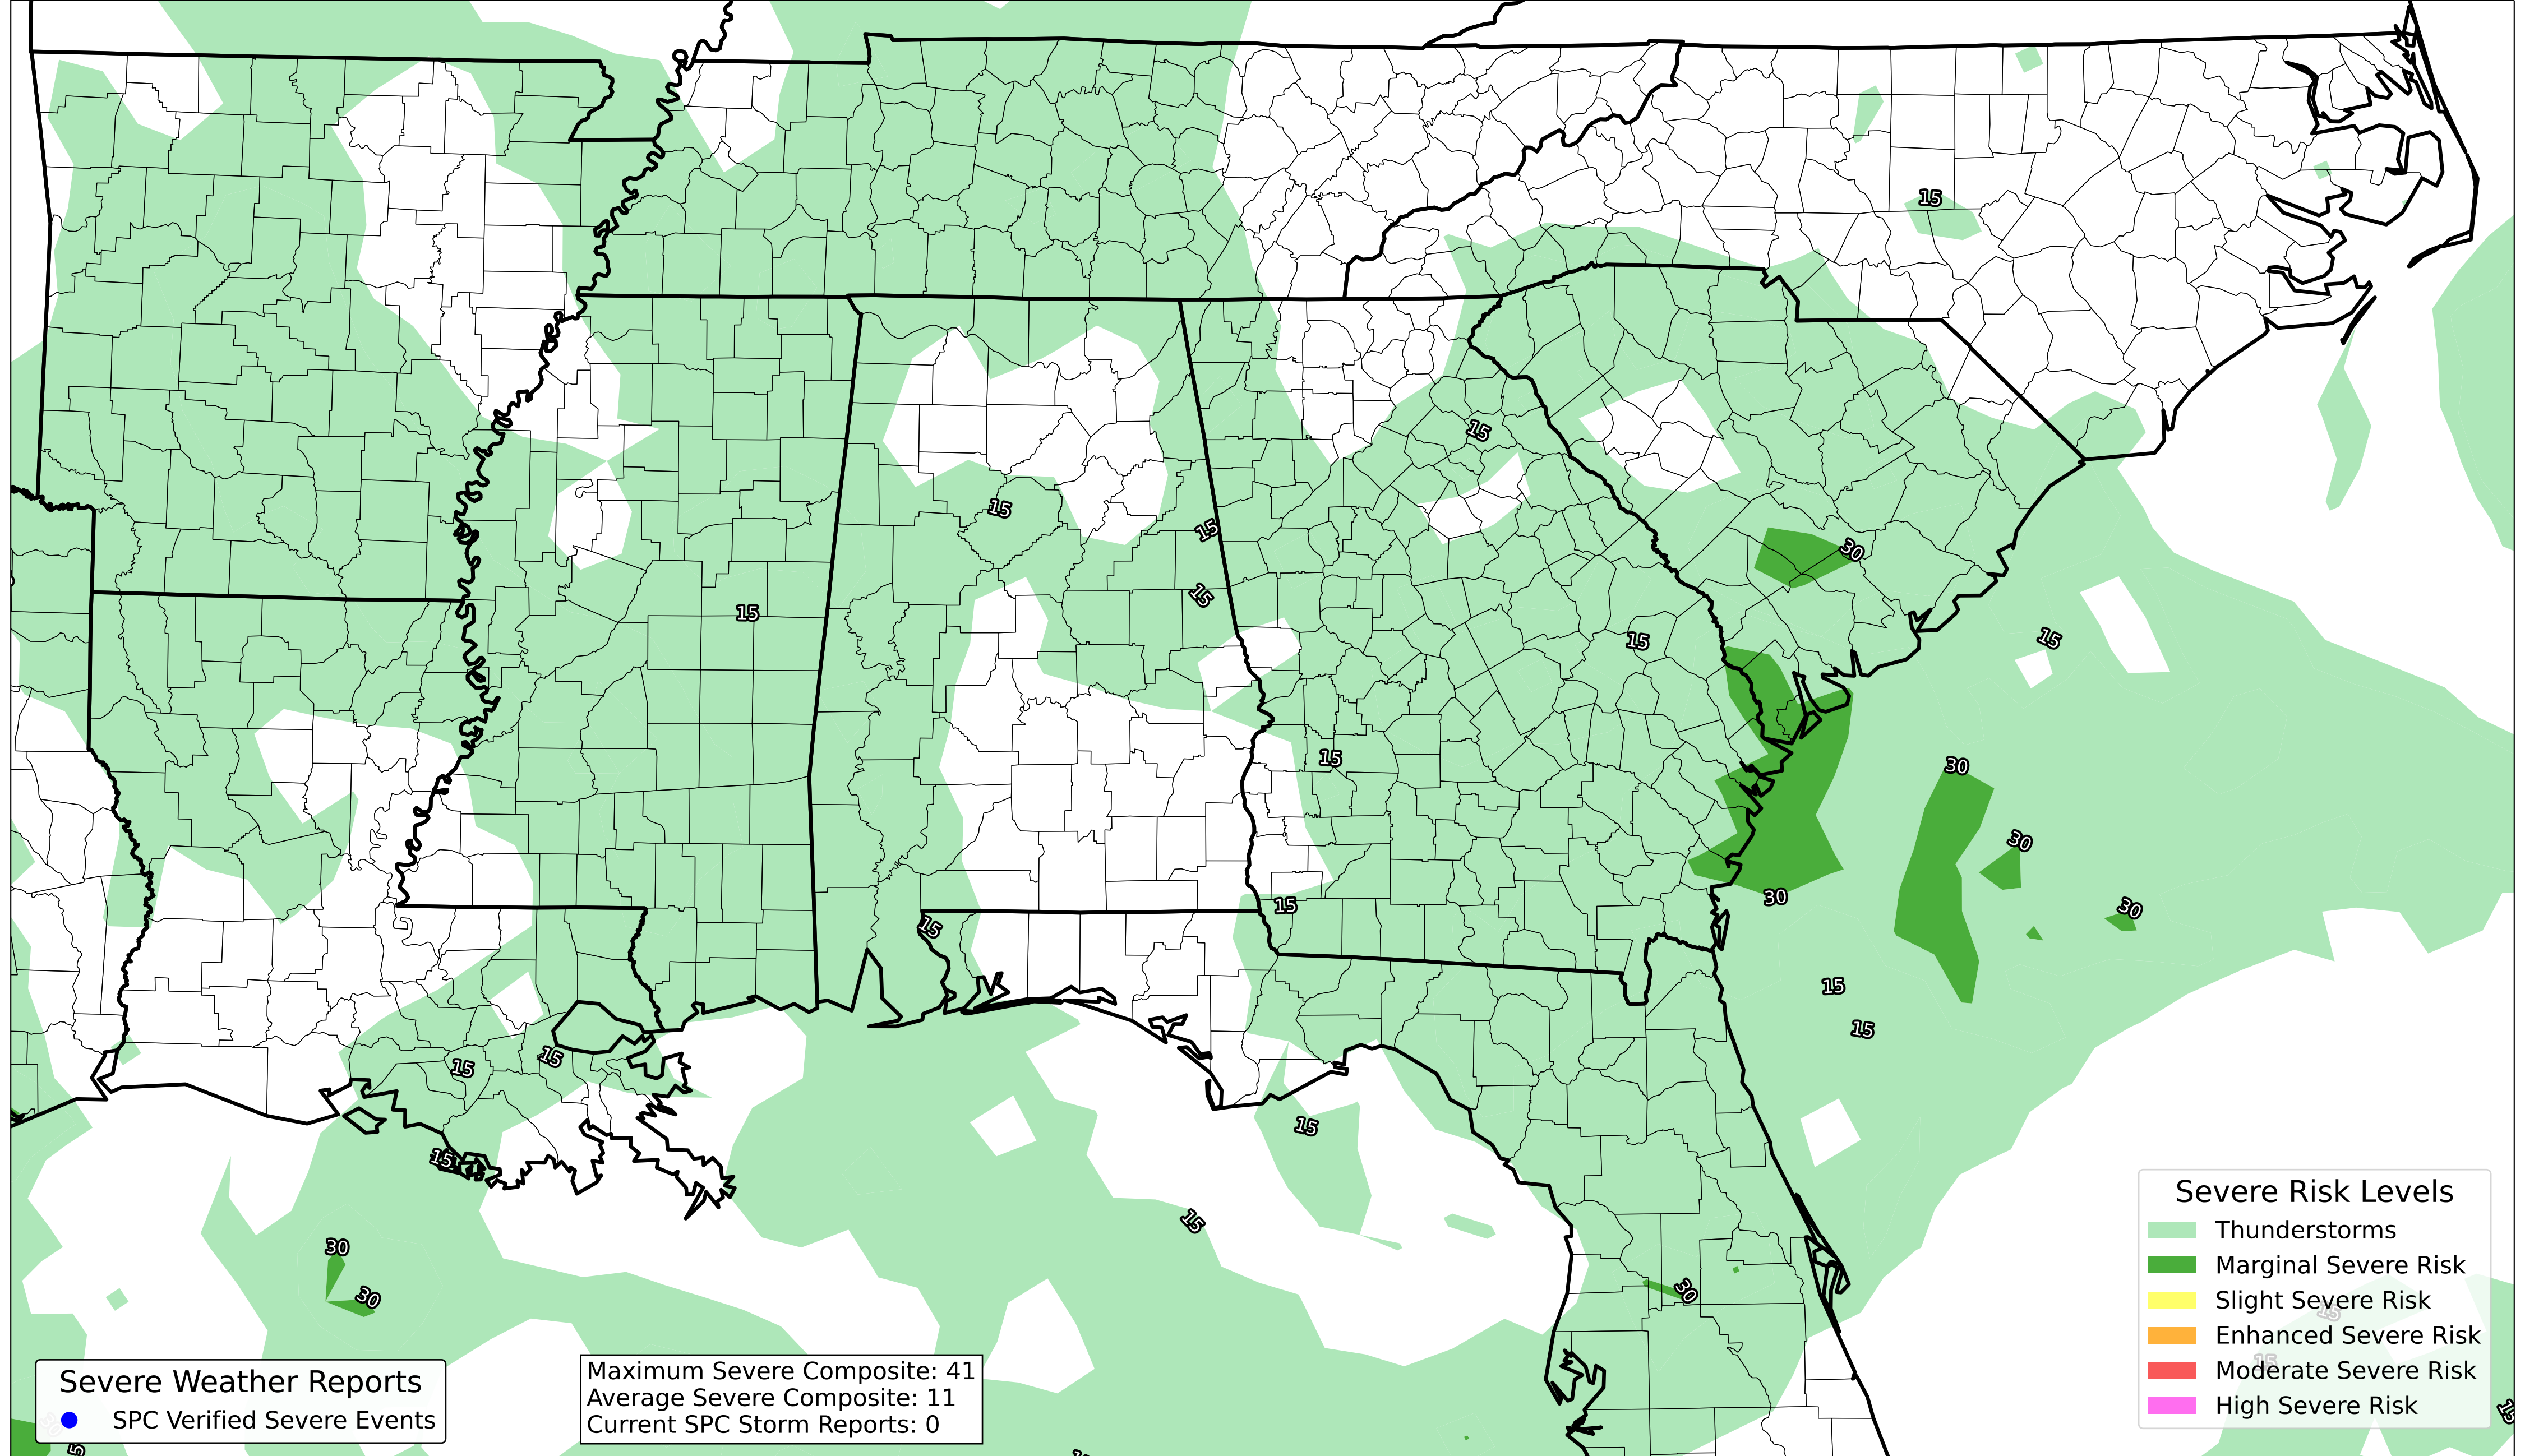 15
15
30
15
15
15
15
15
15
15
30
30
15
30
15
30
15
15
15
15
15
15
15
30
30
30
15
15
15
Severe Risk Levels
Thunderstorms
Marginal Severe Risk
Slight Severe Risk
Enhanced Severe Risk
Moderate Severe Risk
High Severe Risk
Severe Weather Reports
SPC Verified Severe Events
Maximum Severe Composite: 41
Average Severe Composite: 11
Current SPC Storm Reports: 0